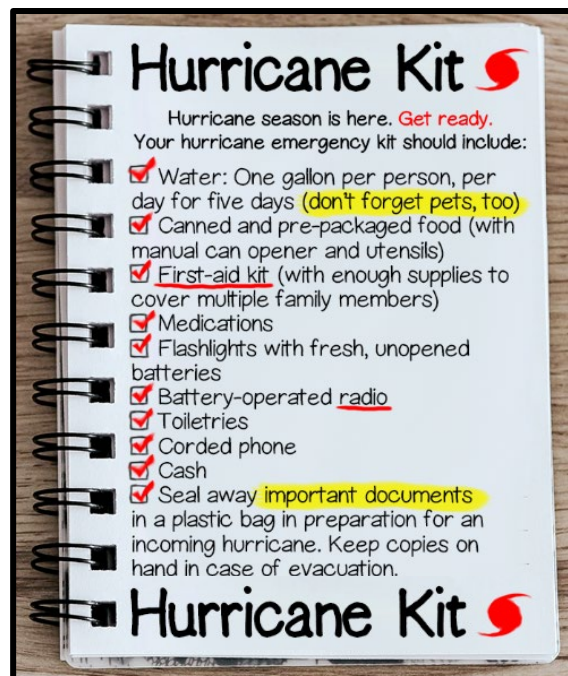 Hurricane Kit
Hurricane season is here. Get ready.
Your hurricane emergency kit should include:
Water: One gallon per person, per
day for five days (don't forget pets, too)
Canned and pre-packaged food (with
manual can opener and utensils)
First-aid kit (with enough supplies to
cover multiple family members)
Medications
Flashlights with fresh, unopened
batteries
Battery-operated radio
Toiletries
Corded phone
Cash
Seal away important documents
in a plastic bag in preparation for an
incoming hurricane. Keep copies on
hand in case of evacuation.
Hurricane Kit